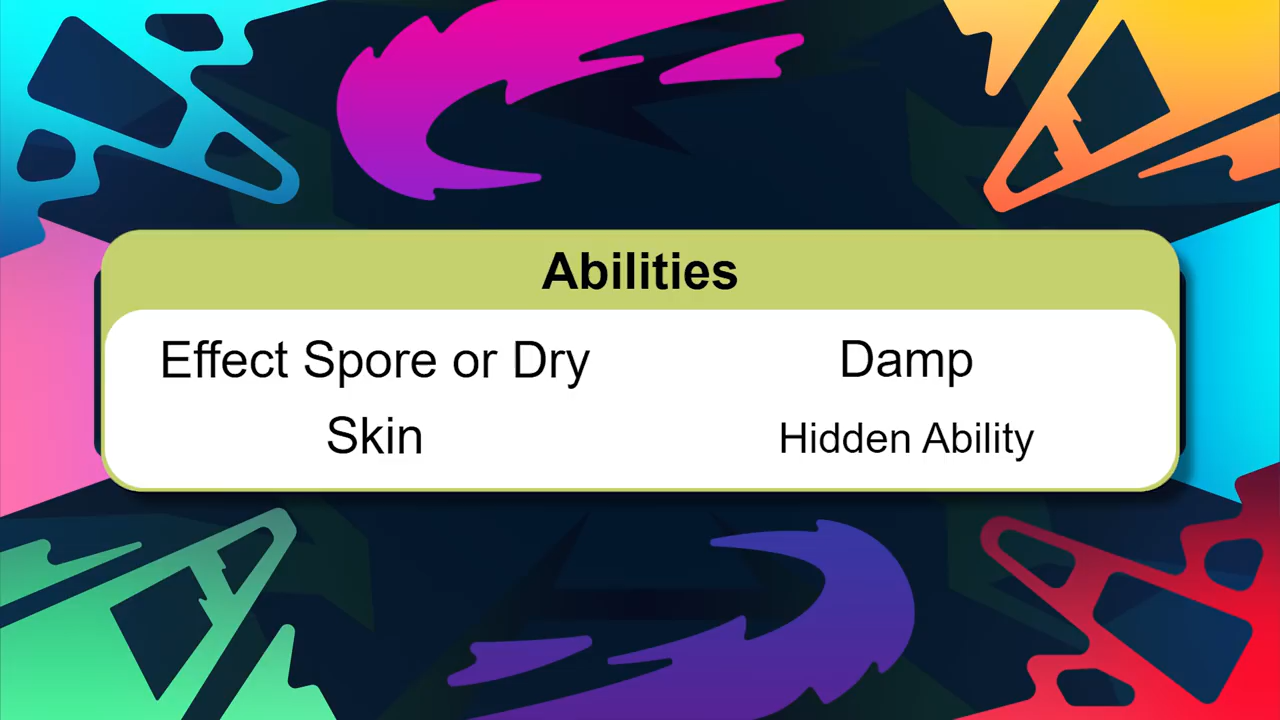 Abilities
Effect Spore or Dry
Skin
Damp
Hidden Ability